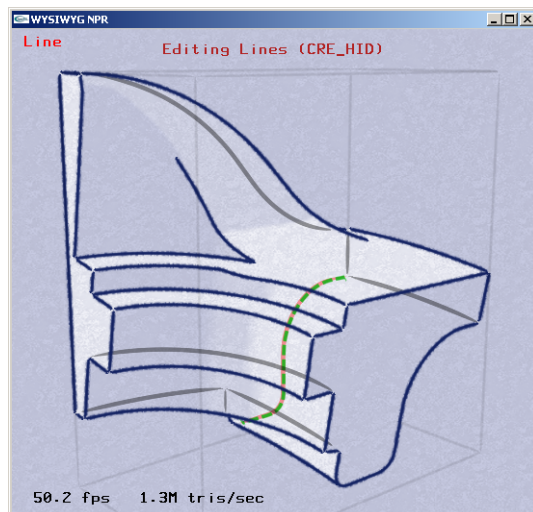 WYSIWYG NPR
Line
Editing Lines (CRE_HID)
50.2 fps 1.3M tris/sec